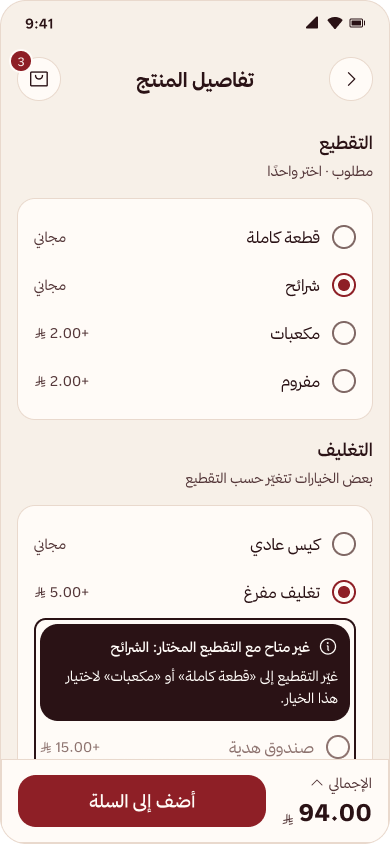 9:41
تفاصيل المنتج
3
التقطيع
مطلوب · اختر واحدًا
قطعة كاملة مجاني
شرائح مجاني
مكعبات +2.00 ⃁
مفروم +2.00 ⃁
التغليف
بعض الخيارات تتغيّر حسب التقطيع
كيس عادي مجاني
تغليف مفرغ +5.00 ⃁
غير متاح مع التقطيع المختار: الشرائح
غيّر التقطيع إلى «قطعة كاملة» أو «مكعبات» لاختيار
هذا الخيار.
صندوق هدية +15.00 ⃁
الإجمالي
94.00 ⃁
أضف إلى السلة